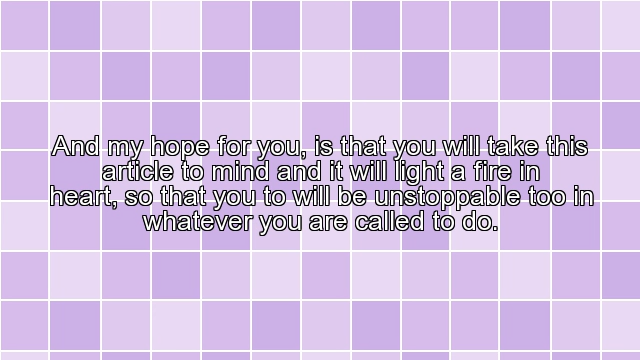 And my hope for you, is that you will take this
article to mind and it will light a fire in
heart, so that you to will be unstoppable too in
whatever you are called to do.